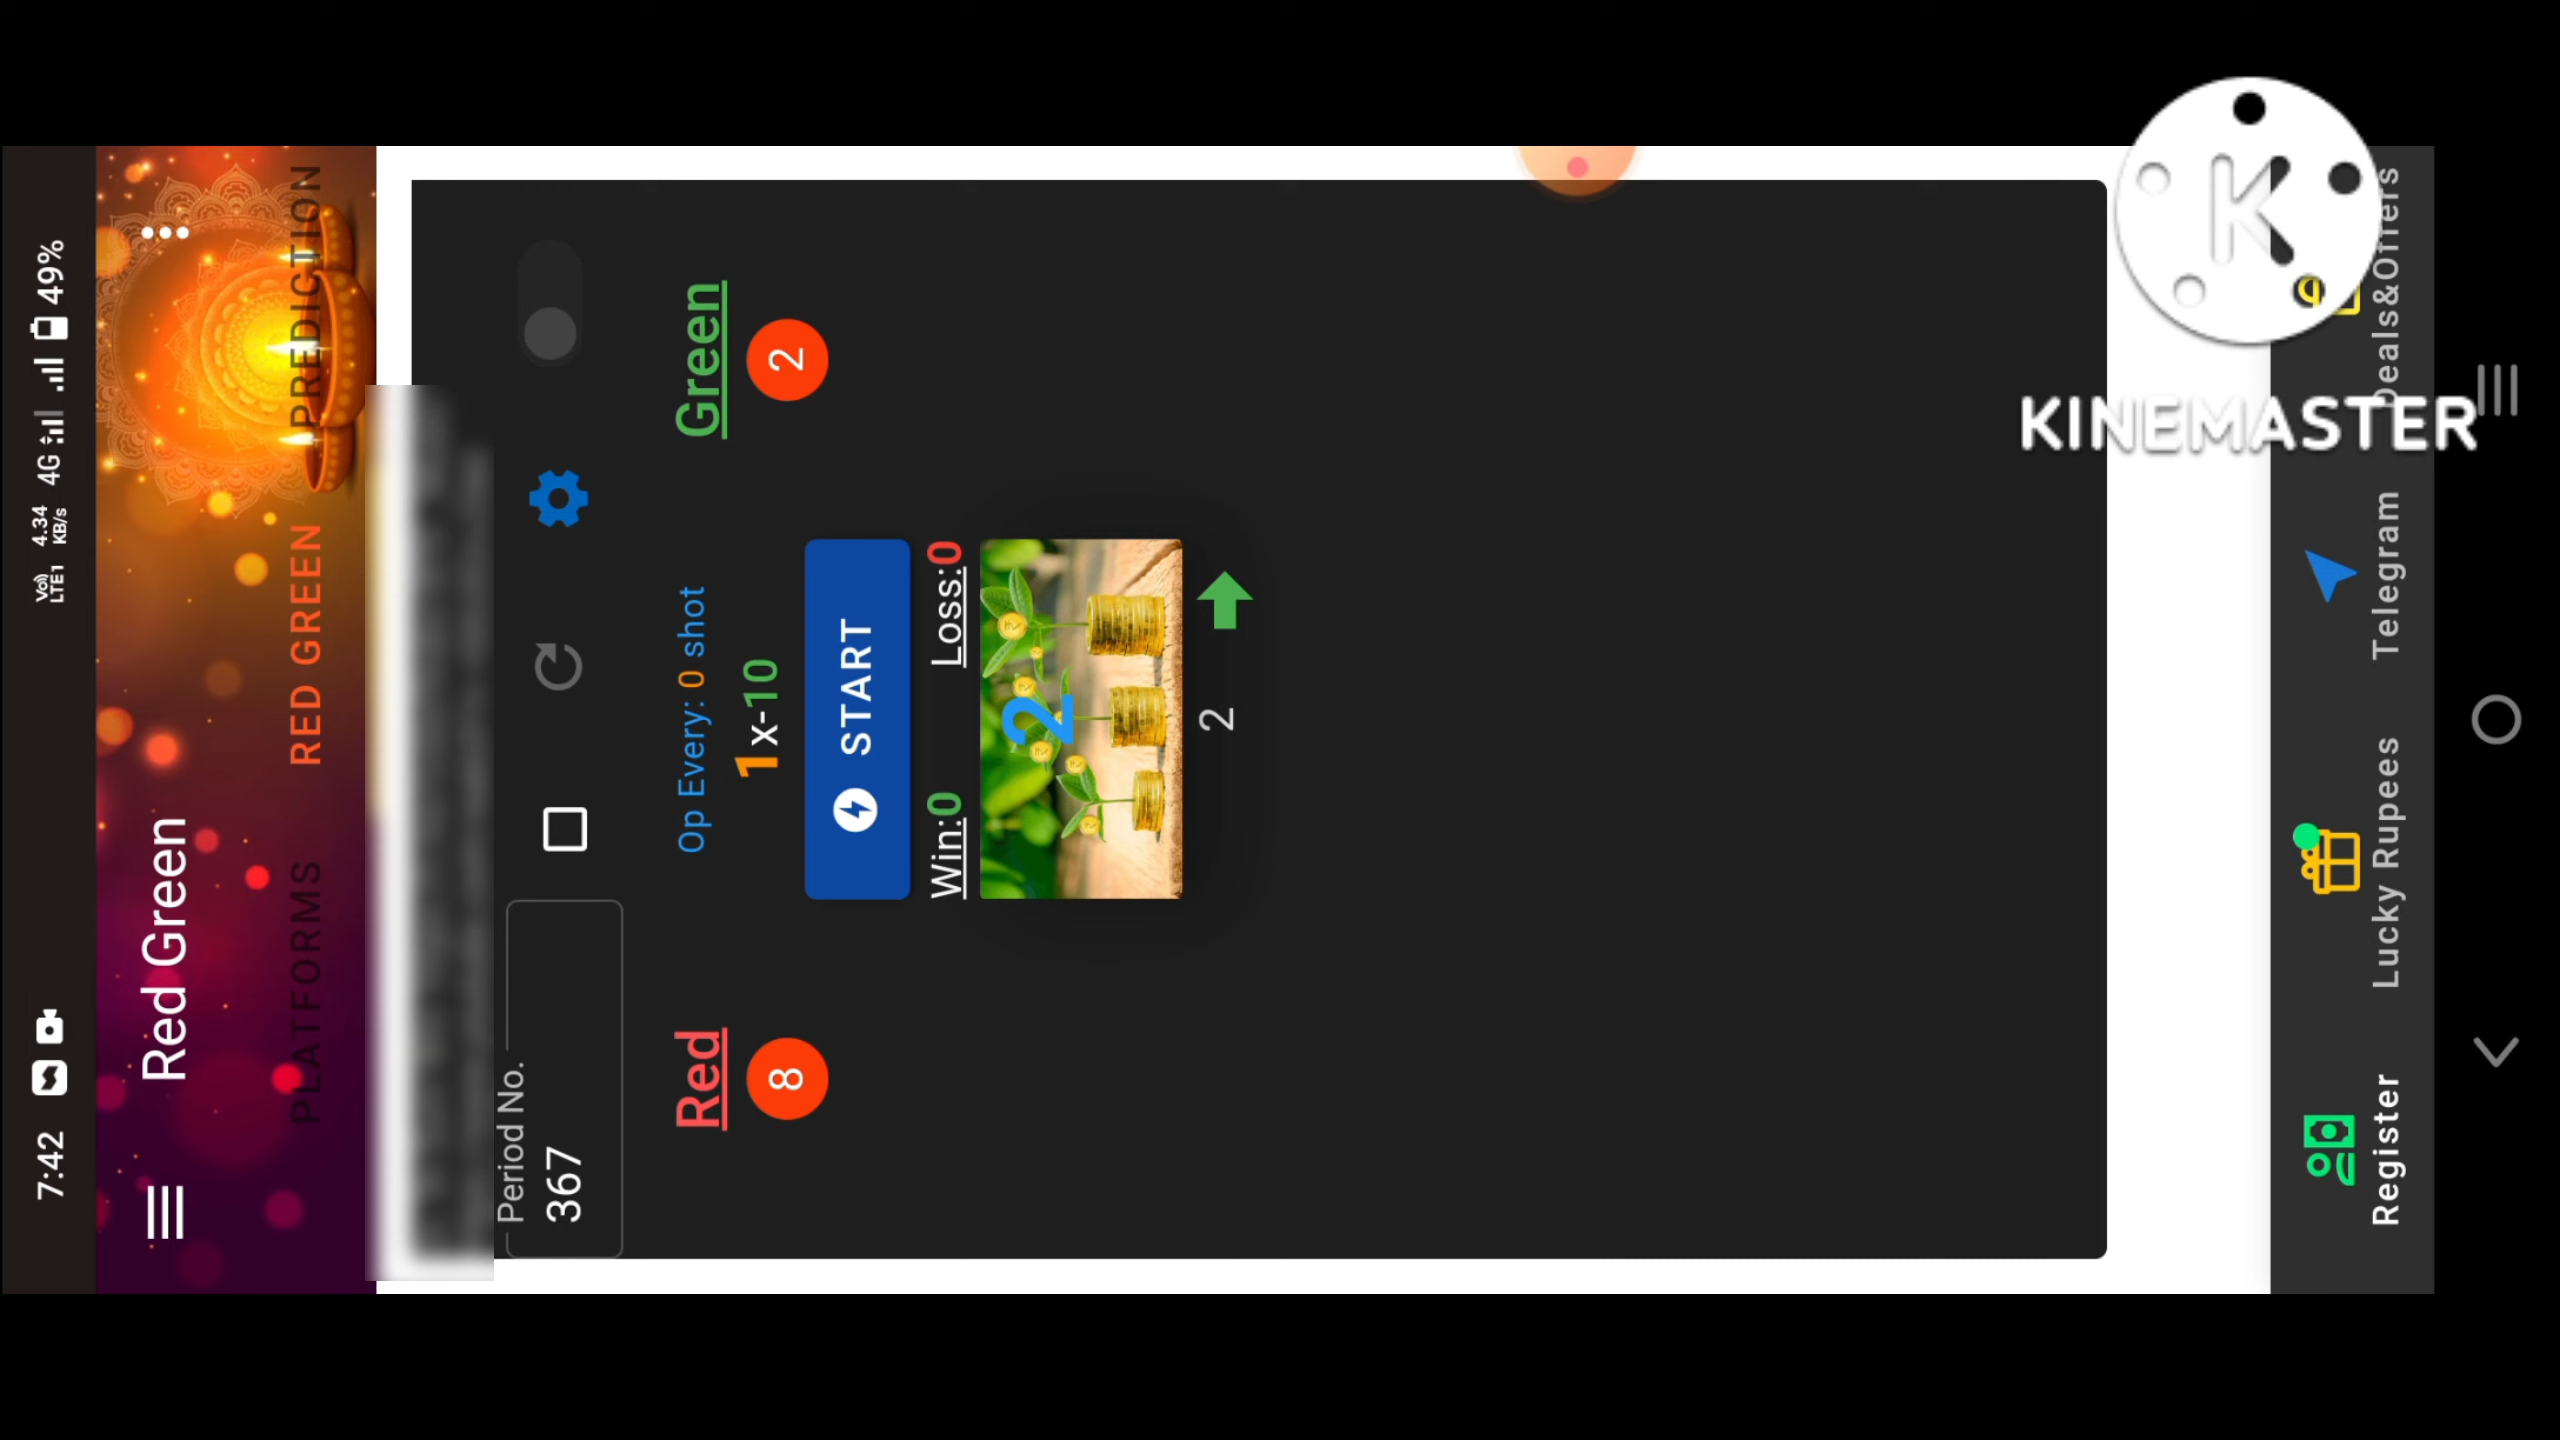 7:42
Vo)) LTE1 4.34 KB/s 4G 49%
Red Green
PLATFORMS RED GREEN PREDICTION
Period No.
367
Red Op Every: 0 shot Green
8 1x-10 2
START
Win:0 Loss:0
2
2
Register Lucky Rupees Telegram Deals&Offers
K
KINEMASTER